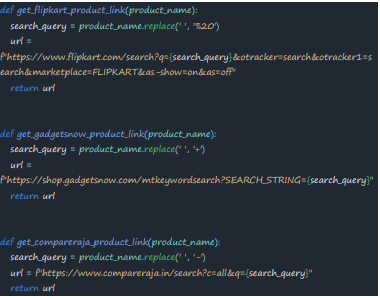 def get_flipkart_product_link(product_name):
search_query = product_name.replace(' ', '%20')
url =
f"https://www.flipkart.com/search?q={search_query}&otracker=search&otracker1=s
earch&marketplace=FLIPKART&as-show=on&as=off"
return url
def get_gadgetsnow_product_link(product_name):
search_query = product_name.replace(' ', '+')
url =
f"https://shop.gadgetsnow.com/mtkeywordsearch?SEARCH_STRING={search_query}"
return url
def get_compareraja_product_link(product_name):
search_query = product_name.replace(' ', '-')
url = f"https://www.compareraja.in/search?c=all&q={search_query}"
return url